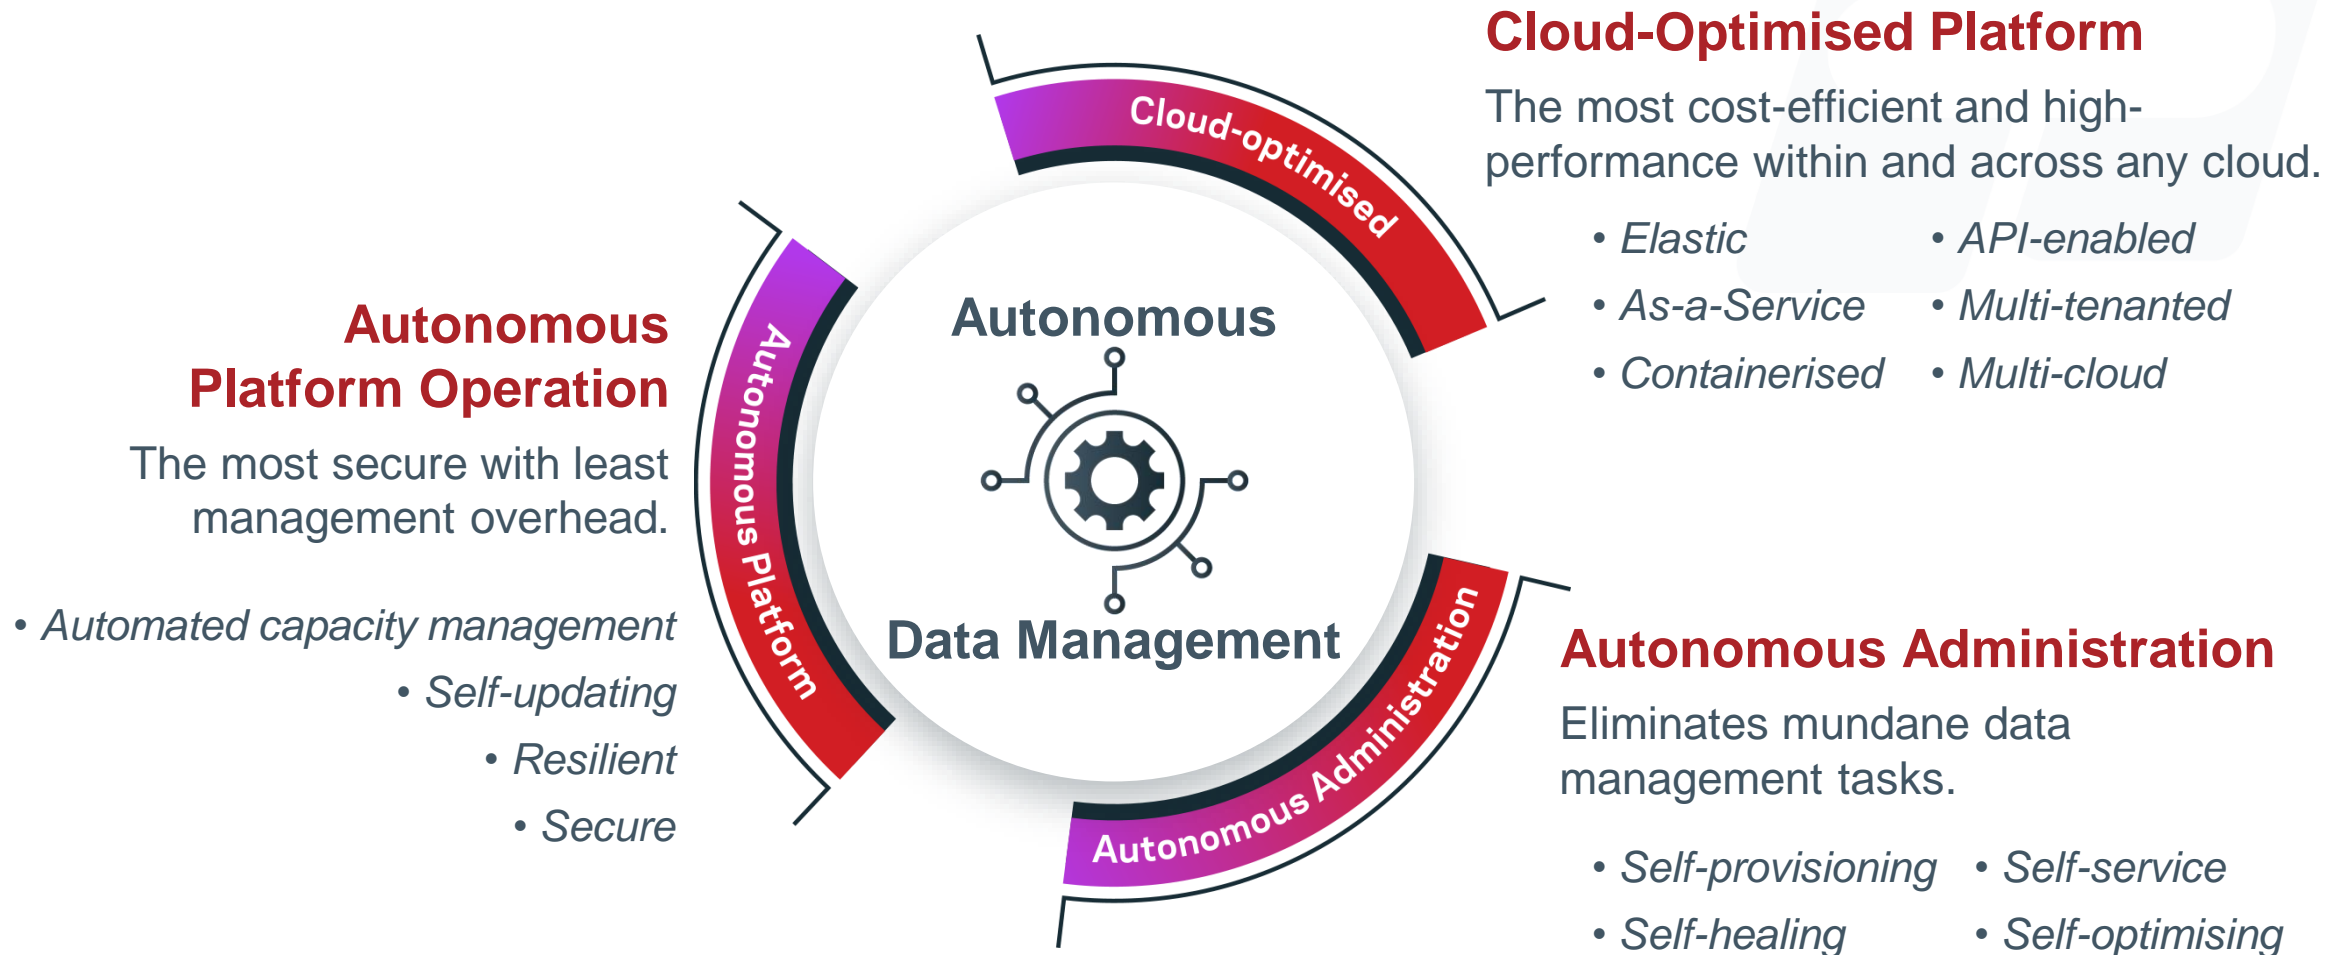 Cloud-Optimised Platform
The most cost-efficient and high-
performance within and across any cloud.
• Elastic
• As-a-Service
• Containerised
• API-enabled
• Multi-tenanted
• Multi-cloud
Cloud-optimised
Autonomous
Platform Operation
The most secure with least
management overhead.
• Automated capacity management
• Self-updating
• Resilient
• Secure
Autonomous Platform
Autonomous
Data Management
Autonomous Administration
Autonomous Administration
Eliminates mundane data
management tasks.
• Self-provisioning
• Self-healing
• Self-service
• Self-optimising